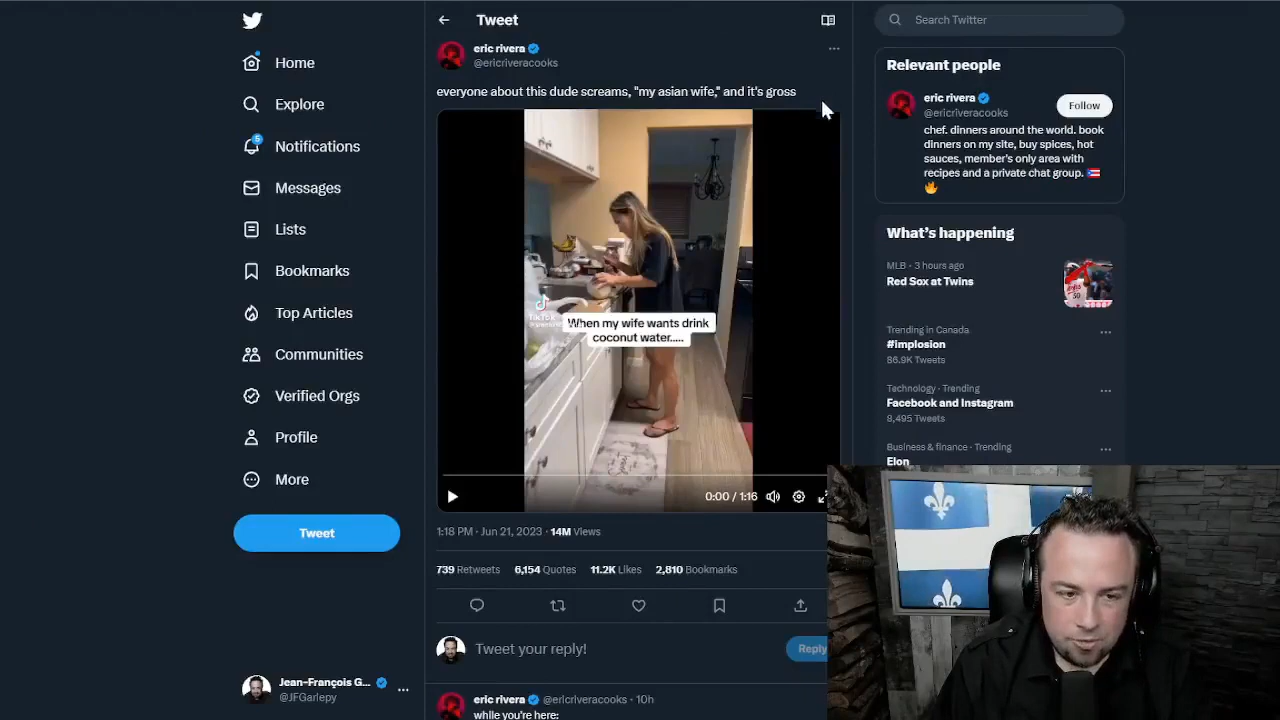 Home
Explore
5
Notifications
Messages
Lists
Bookmarks
Top Articles
Communities
Verified Orgs
Profile
More
Tweet
Jean-François G...
@JFGarlepy
Tweet
eric rivera
@ericriveracooks
everyone about this dude screams, "my asian wife," and it's gross
TikTok
When my wife wants drink
coconut water.....
0:00 / 1:16
1:18 PM · Jun 21, 2023 · 14M Views
739 Retweets 6,154 Quotes 11.2K Likes 2,810 Bookmarks
Tweet your reply!
Reply
eric rivera @ericriveracooks · 10h
while you're here:
Search Twitter
Relevant people
eric rivera
@ericriveracooks
Follow
chef. dinners around the world. book
dinners on my site, buy spices, hot
sauces, member's only area with
recipes and a private chat group.
What's happening
MLB · 3 hours ago
Red Sox at Twins
Trending in Canada
#implosion
86.9K Tweets
Technology · Trending
Facebook and Instagram
8,495 Tweets
Business & finance · Trending
Elon